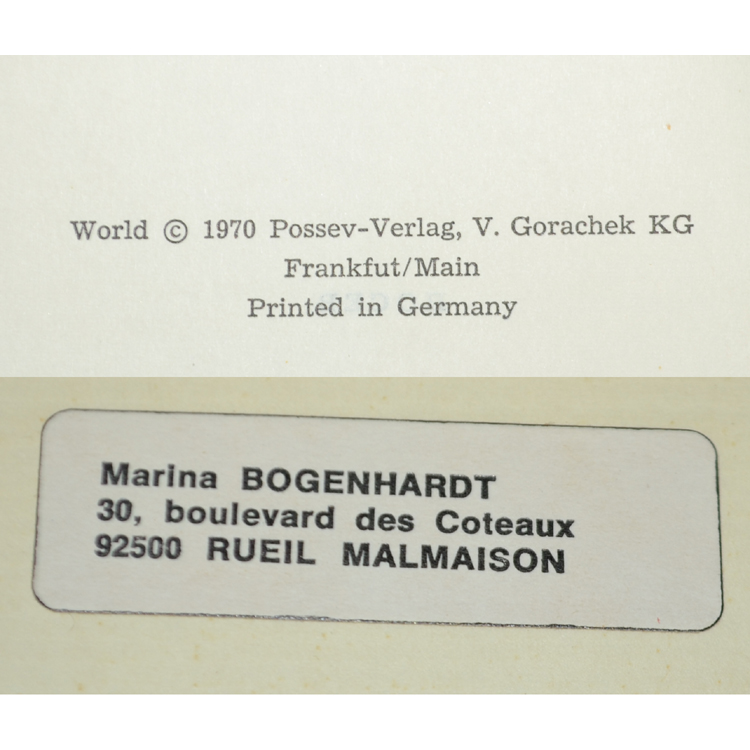 World © 1970 Possev-Verlag, V. Gorachek KG
Frankfut/Main
Printed in Germany
Marina BOGENHARDT
30, boulevard des Coteaux
92500 RUEIL MALMAISON